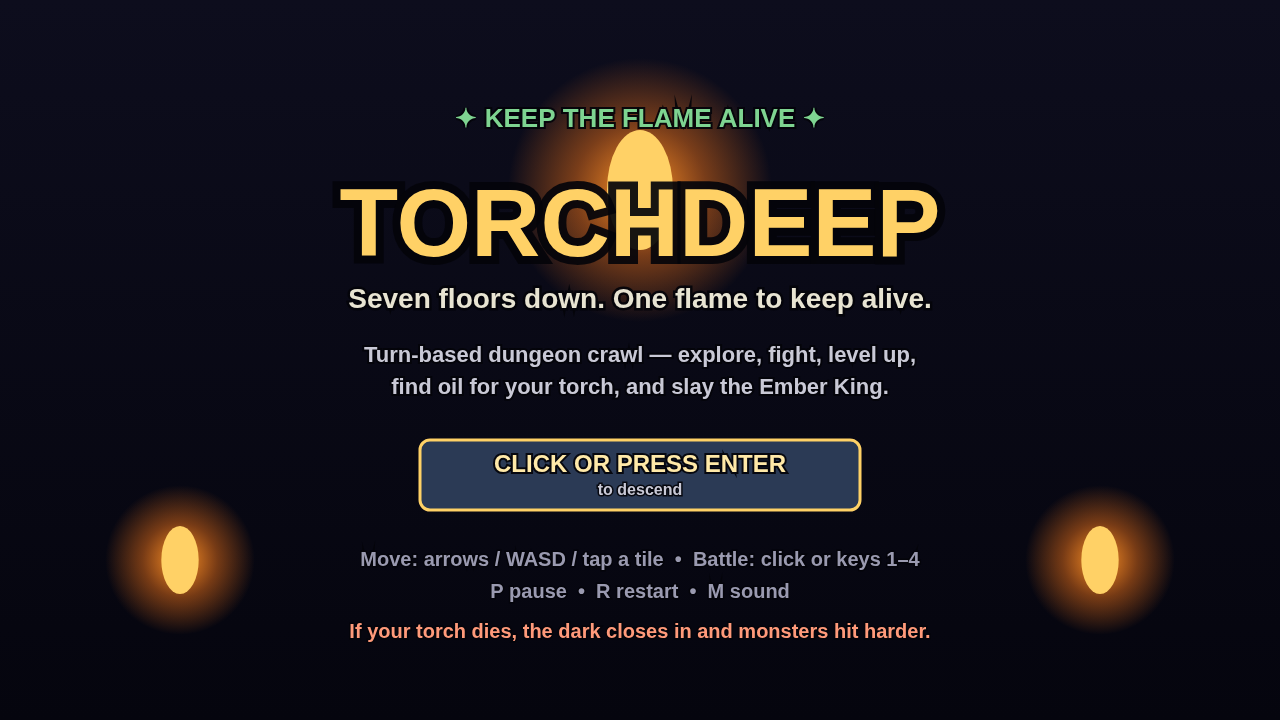 ✦ KEEP THE FLAME ALIVE ✦
TORCHDEEP
Seven floors down. One flame to keep alive.
Turn-based dungeon crawl — explore, fight, level up,
find oil for your torch, and slay the Ember King.
CLICK OR PRESS ENTER
to descend
Move: arrows / WASD / tap a tile • Battle: click or keys 1–4
P pause • R restart • M sound
If your torch dies, the dark closes in and monsters hit harder.